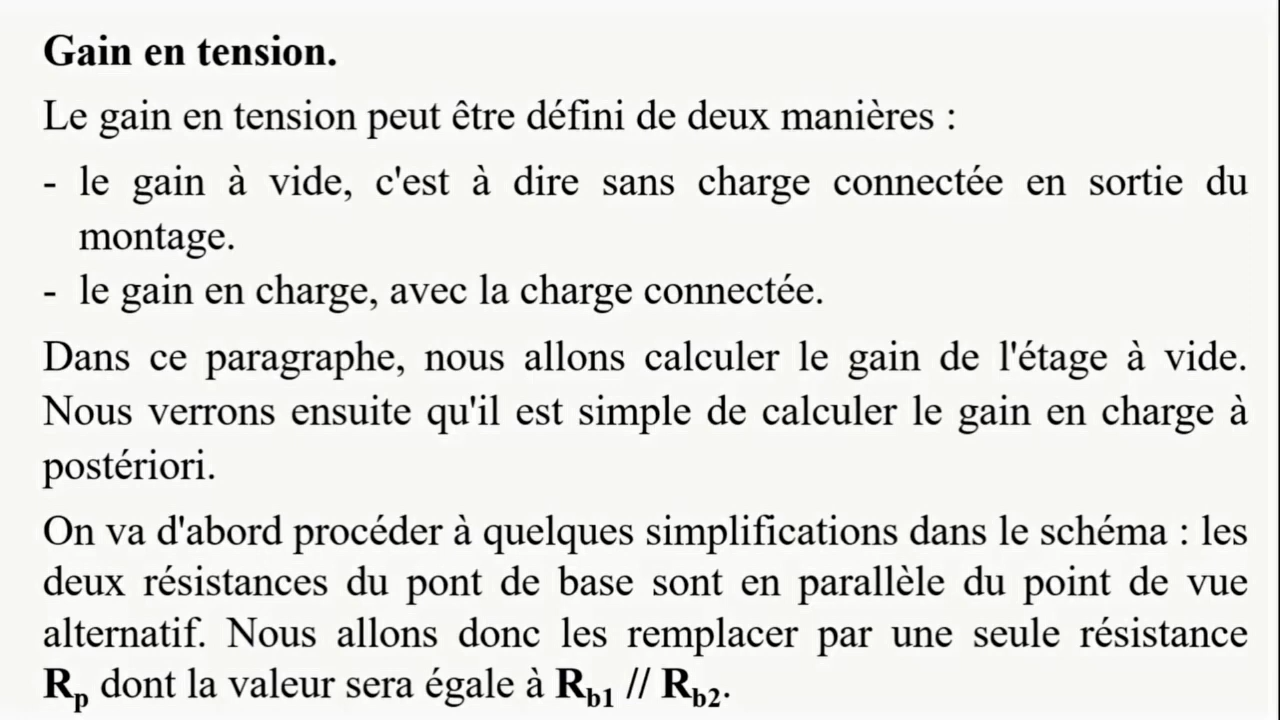 Gain en tension.
Le gain en tension peut être défini de deux manières :
- le gain à vide, c'est à dire sans charge connectée en sortie du
montage.
- le gain en charge, avec la charge connectée.
Dans ce paragraphe, nous allons calculer le gain de l'étage à vide.
Nous verrons ensuite qu'il est simple de calculer le gain en charge à
postériori.
On va d'abord procéder à quelques simplifications dans le schéma : les
deux résistances du pont de base sont en parallèle du point de vue
alternatif. Nous allons donc les remplacer par une seule résistance
Rp dont la valeur sera égale à Rb1 // Rb2.